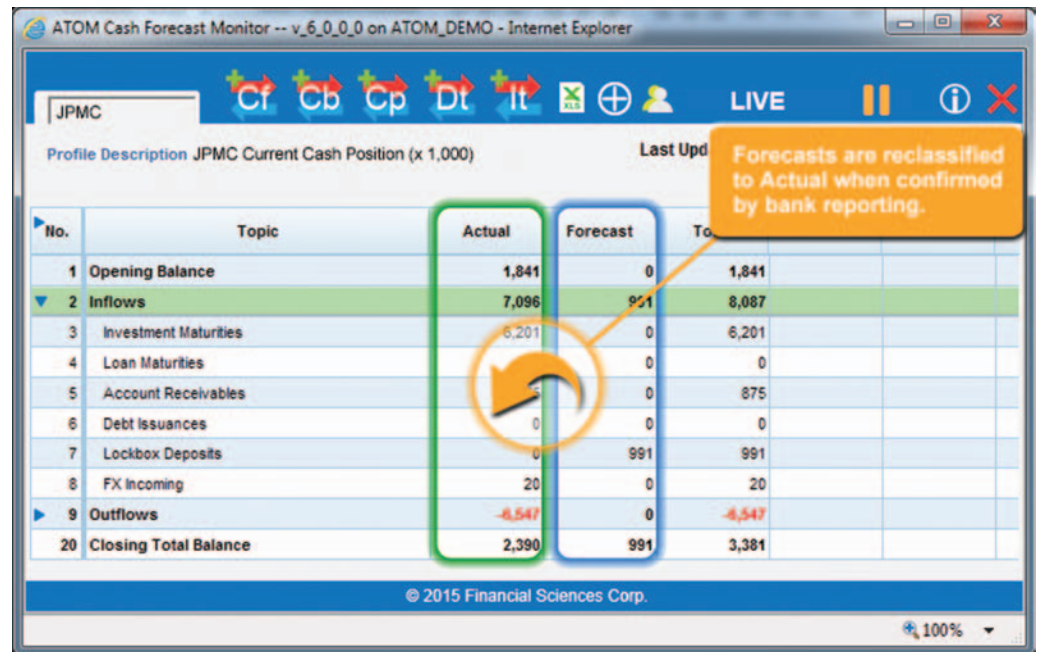 ATOM Cash Forecast Monitor -- v_6_0_0_0 on ATOM_DEMO - Internet Explorer
JPMC Cf Cb Cp Dt It XLS LIVE
Profile Description JPMC Current Cash Position (x 1,000) Last Upd
Forecasts are reclassified
to Actual when confirmed
by bank reporting.
No. Topic Actual Forecast
1 Opening Balance 1,841 0 1,841
2 Inflows 7,096 991 8,087
3 Investment Maturities 6,201 0 6,201
4 Loan Maturities 0 0
5 Account Receivables 0 875
6 Debt Issuances 0 0 0
7 Lockbox Deposits 0 991 991
8 FX Incoming 20 0 20
9 Outflows -6,547 0 -6,547
20 Closing Total Balance 2,390 991 3,381
© 2015 Financial Sciences Corp.
100%